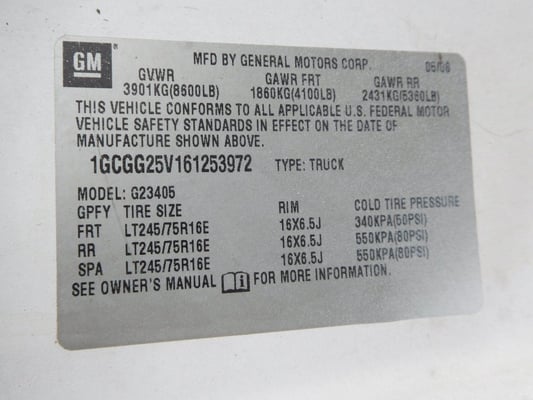 GM
MFD BY GENERAL MOTORS CORP. 05/06
GVWR GAWR FRT GAWR RR
3901KG(8600LB) 1860KG(4100LB) 2431KG(5360LB)
THIS VEHICLE CONFORMS TO ALL APPLICABLE U.S. FEDERAL MOTOR
VEHICLE SAFETY STANDARDS IN EFFECT ON THE DATE OF
MANUFACTURE SHOWN ABOVE.
1GCGG25V161253972 TYPE: TRUCK
MODEL: G23405
GPFY TIRE SIZE RIM COLD TIRE PRESSURE
FRT LT245/75R16E 16X6.5J 340KPA(50PSI)
RR LT245/75R16E 16X6.5J 550KPA(80PSI)
SPA LT245/75R16E 16X6.5J 550KPA(80PSI)
SEE OWNER'S MANUAL FOR MORE INFORMATION.